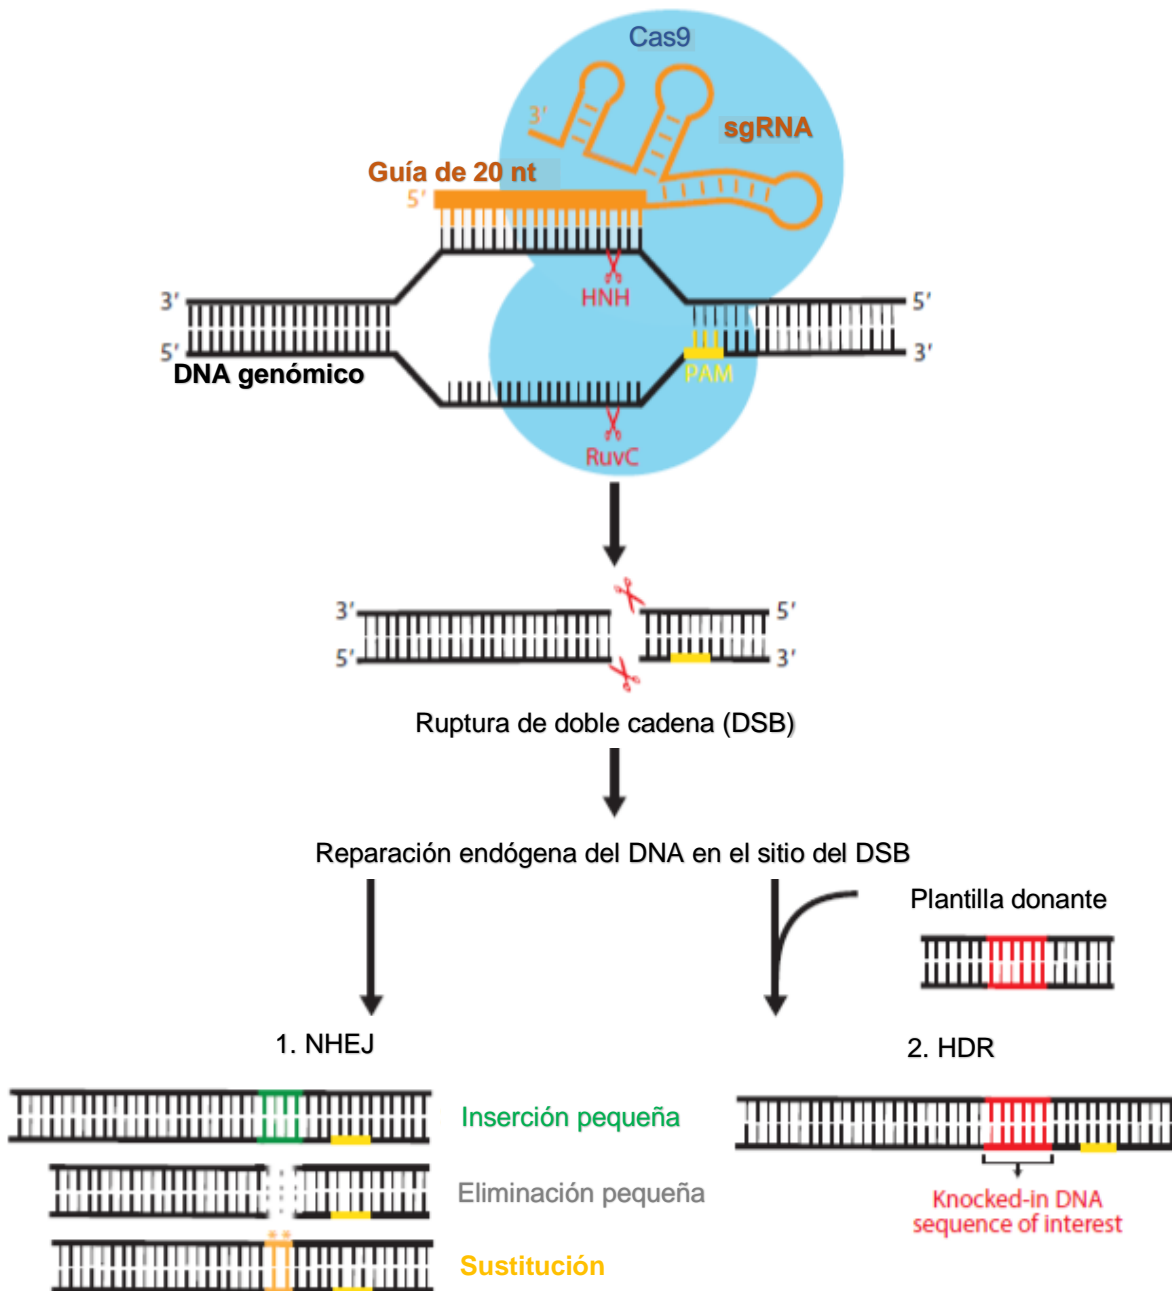 Cas9
3'
sgRNA
Guía de 20 nt
5'
HNH
3'
5'
5'
3'
DNA genómico
PAM
RuvC
3'
5'
5'
3'
Ruptura de doble cadena (DSB)
Reparación endógena del DNA en el sitio del DSB
Plantilla donante
1. NHEJ
2. HDR
Inserción pequeña
Eliminación pequeña
Knocked-in DNA
sequence of interest
**
Sustitución